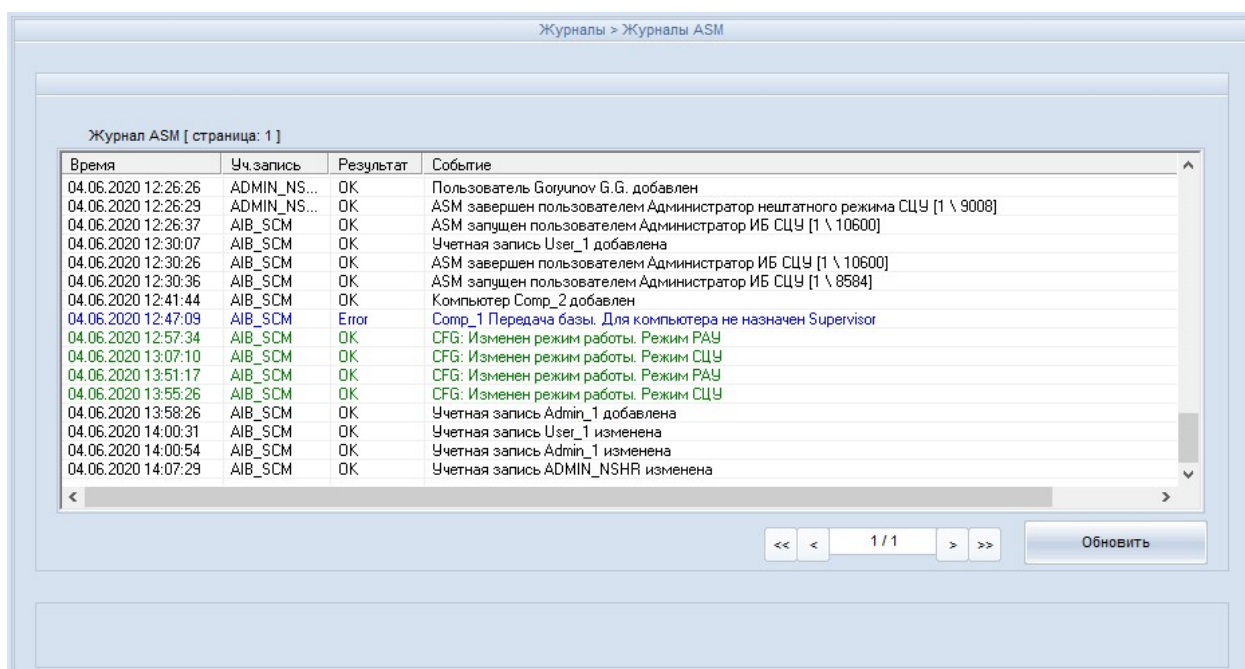 Журналы > Журналы ASM
Журнал ASM [ страница: 1 ]
Время Уч.запись Результат Событие
04.06.2020 12:26:26 ADMIN_NS... OK Пользователь Goryunov G.G. добавлен
04.06.2020 12:26:29 ADMIN_NS... OK ASM завершен пользователем Администратор нештатного режима СЦУ [1 \ 9008]
04.06.2020 12:26:37 AIB_SCM OK ASM запущен пользователем Администратор ИБ СЦУ [1 \ 10600]
04.06.2020 12:30:07 AIB_SCM OK Учетная запись User_1 добавлена
04.06.2020 12:30:26 AIB_SCM OK ASM завершен пользователем Администратор ИБ СЦУ [1 \ 10600]
04.06.2020 12:30:36 AIB_SCM OK ASM запущен пользователем Администратор ИБ СЦУ [1 \ 8584]
04.06.2020 12:41:44 AIB_SCM OK Компьютер Comp_2 добавлен
04.06.2020 12:47:09 AIB_SCM Error Comp_1 Передача базы. Для компьютера не назначен Supervisor
04.06.2020 12:57:34 AIB_SCM OK CFG: Изменен режим работы. Режим РАУ
04.06.2020 13:07:10 AIB_SCM OK CFG: Изменен режим работы. Режим СЦУ
04.06.2020 13:51:17 AIB_SCM OK CFG: Изменен режим работы. Режим РАУ
04.06.2020 13:55:26 AIB_SCM OK CFG: Изменен режим работы. Режим СЦУ
04.06.2020 13:58:26 AIB_SCM OK Учетная запись Admin_1 добавлена
04.06.2020 14:00:31 AIB_SCM OK Учетная запись User_1 изменена
04.06.2020 14:00:54 AIB_SCM OK Учетная запись Admin_1 изменена
04.06.2020 14:07:29 AIB_SCM OK Учетная запись ADMIN_NSHR изменена
<< < 1 / 1 > >> Обновить